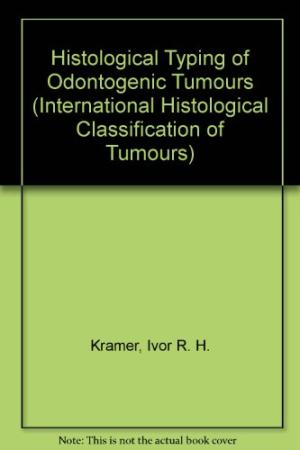 Histological Typing of
Odontogenic Tumours
(International Histological
Classification of
Tumours)
Kramer, Ivor R. H.
Note: This is not the actual book cover